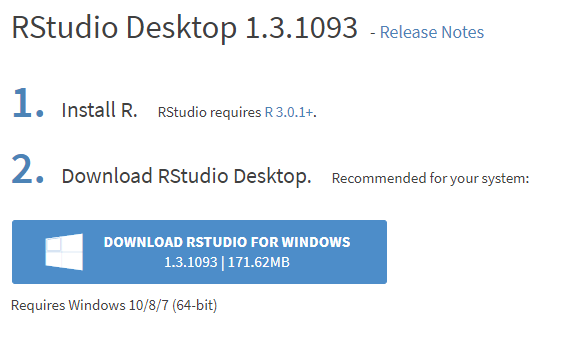 RStudio Desktop 1.3.1093 - Release Notes
1. Install R. RStudio requires R 3.0.1+.
2. Download RStudio Desktop. Recommended for your system:
DOWNLOAD RSTUDIO FOR WINDOWS
1.3.1093 | 171.62MB
Requires Windows 10/8/7 (64-bit)